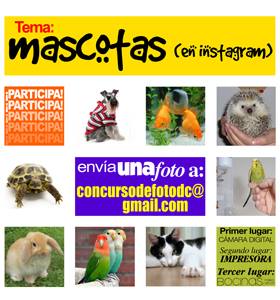 Tema:
mascotas (en instagram)
¡PARTICIPA!
¡PARTICIPA!
¡PARTICIPA!
¡PARTICIPA!
¡PARTICIPA!
envía una foto a:
concursodefotodc@
gmail.com
Primer lugar:
CÁMARA DIGITAL
Segundo lugar:
IMPRESORA
Tercer lugar:
BOCINAS